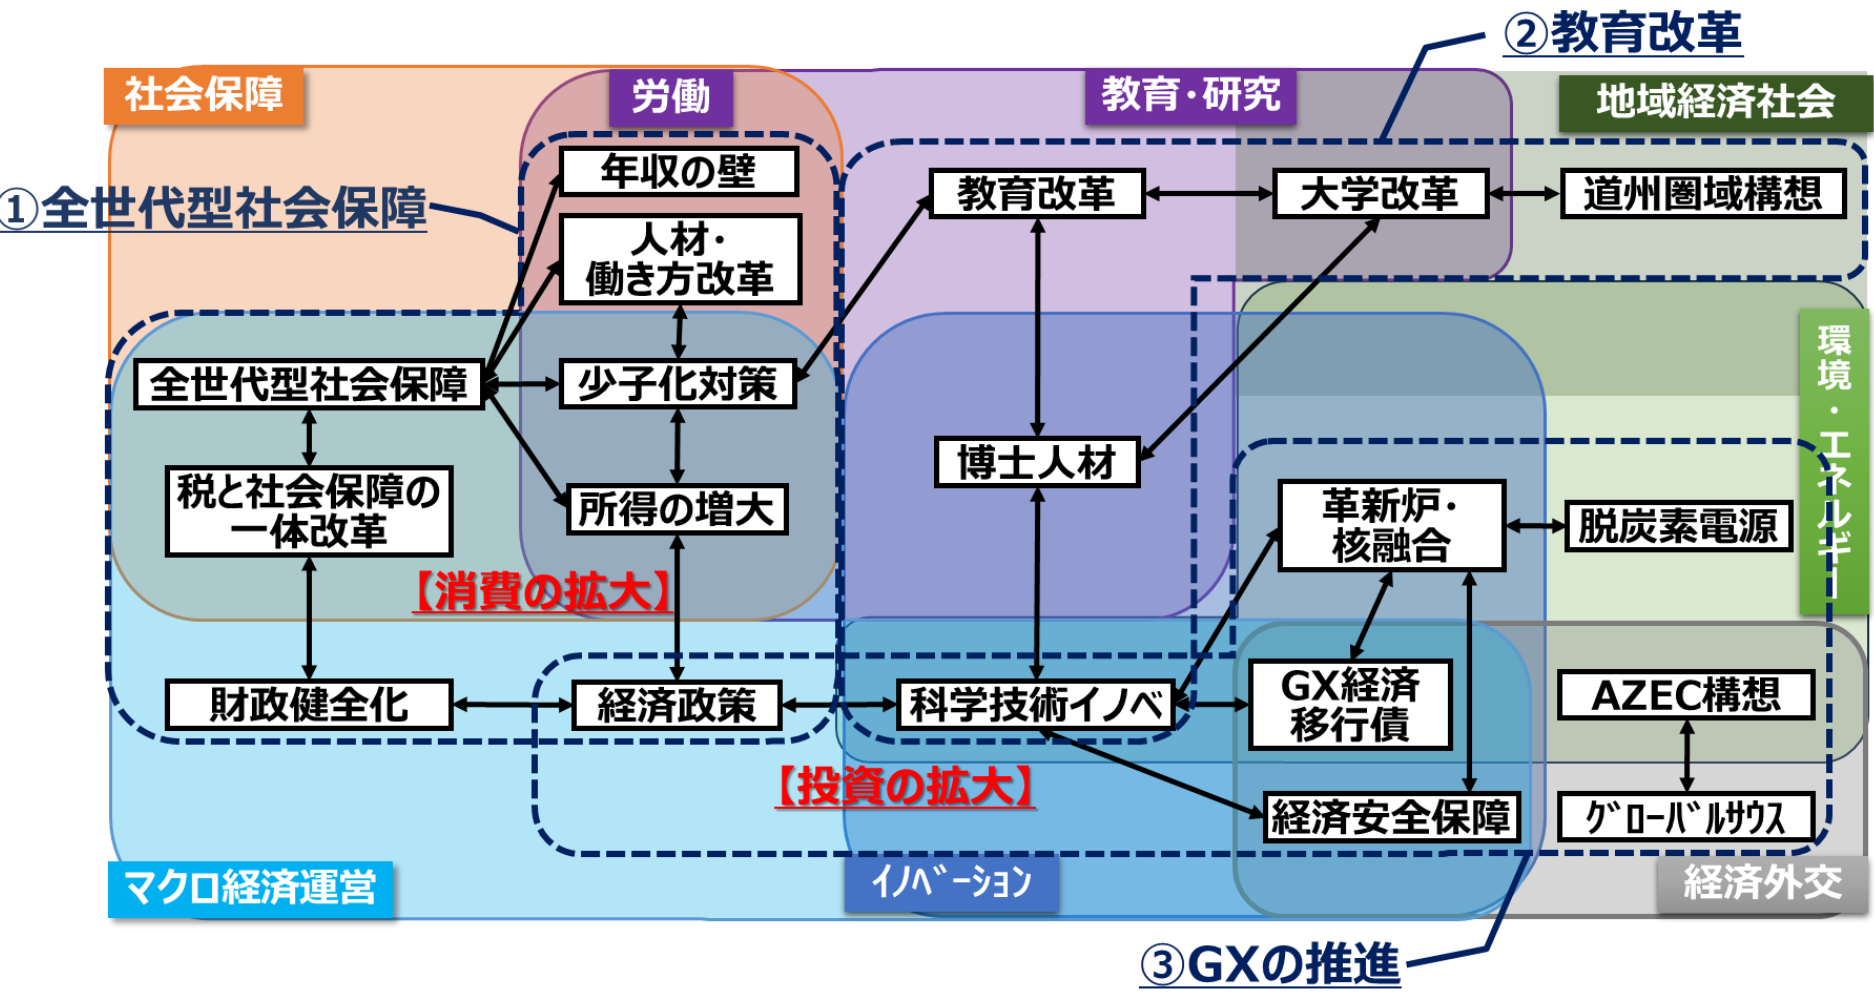 ②教育改革
社会保障
労働
教育・研究
地域経済社会
年収の壁
教育改革
大学改革
道州圏域構想
①全世代型社会保障
人材・
働き方改革
全世代型社会保障
少子化対策
環境・エネルギー
博士人材
税と社会保障の
一体改革
所得の増大
革新炉・
核融合
脱炭素電源
【消費の拡大】
財政健全化
経済政策
科学技術イノベ
GX経済
移行債
AZEC構想
【投資の拡大】
経済安全保障
グローバルサウス
マクロ経済運営
イノベーション
経済外交
③GXの推進